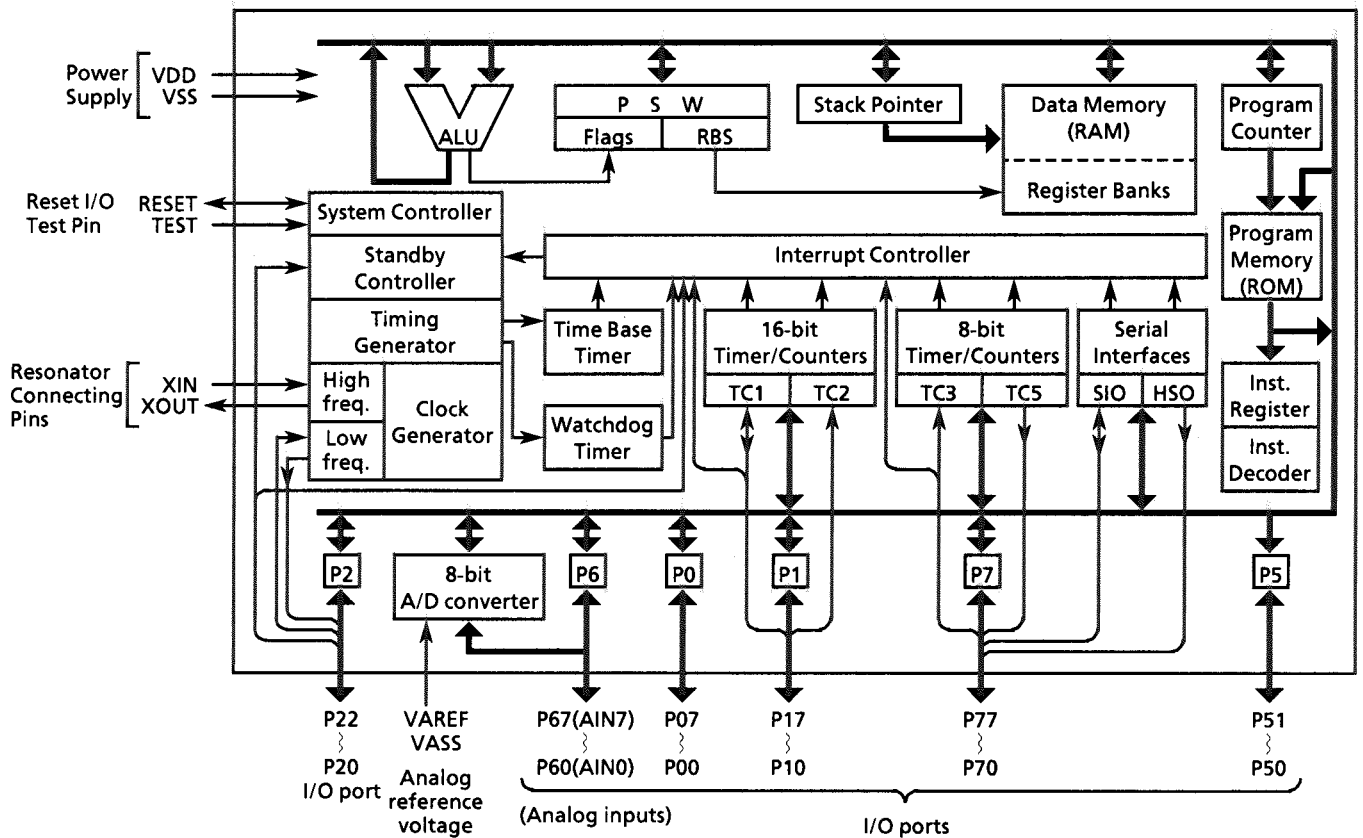 Power
Supply
VDD
VSS
ALU
P S W
Flags
RBS
Stack Pointer
Data Memory
(RAM)
Register Banks
Program
Counter
Reset I/O
Test Pin
RESET
TEST
System Controller
Standby
Controller
Timing
Generator
High
freq.
Low
freq.
Clock
Generator
Interrupt Controller
Program
Memory
(ROM)
Time Base
Timer
Watchdog
Timer
16-bit
Timer/Counters
TC1
TC2
8-bit
Timer/Counters
TC3
TC5
Serial
Interfaces
SIO
HSO
Inst.
Register
Inst.
Decoder
Resonator
Connecting
Pins
XIN
XOUT
P2
8-bit
A/D converter
P6
P0
P1
P7
P5
P22
P20
I/O port
VAREF
VASS
Analog
reference
voltage
P67(AIN7)
P60(AIN0)
(Analog inputs)
P07
P00
P17
P10
P77
P70
P51
P50
I/O ports